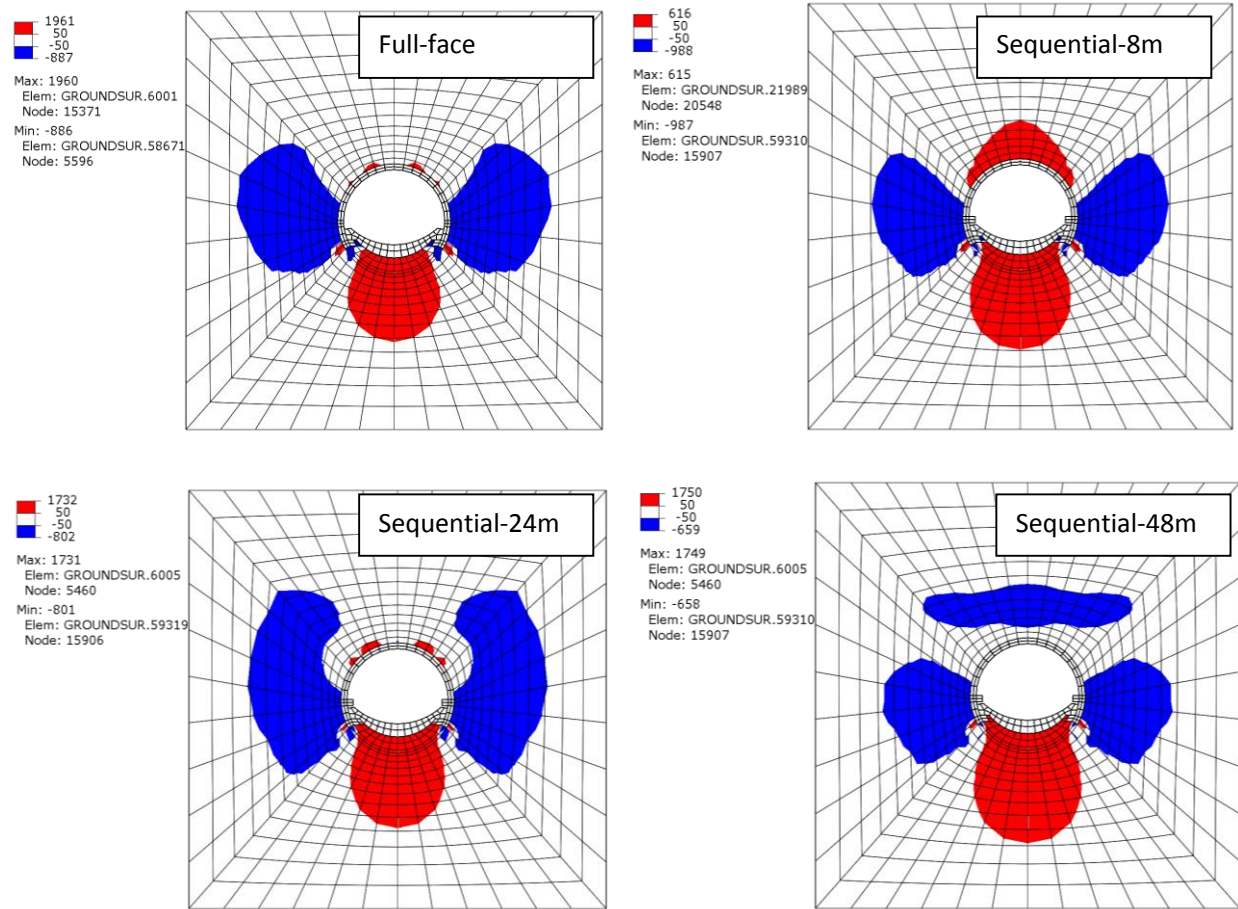 Full-face
1961
50
-50
-887
Max: 1960
Elem: GROUNDSUR.6001
Node: 15371
Min: -886
Elem: GROUNDSUR.58671
Node: 5596
Sequential-8m
616
50
-50
-988
Max: 615
Elem: GROUNDSUR.21989
Node: 20548
Min: -987
Elem: GROUNDSUR.59310
Node: 15907
Sequential-24m
1732
50
-50
-802
Max: 1731
Elem: GROUNDSUR.6005
Node: 5460
Min: -801
Elem: GROUNDSUR.59319
Node: 15906
Sequential-48m
1750
50
-50
-659
Max: 1749
Elem: GROUNDSUR.6005
Node: 5460
Min: -658
Elem: GROUNDSUR.59310
Node: 15907